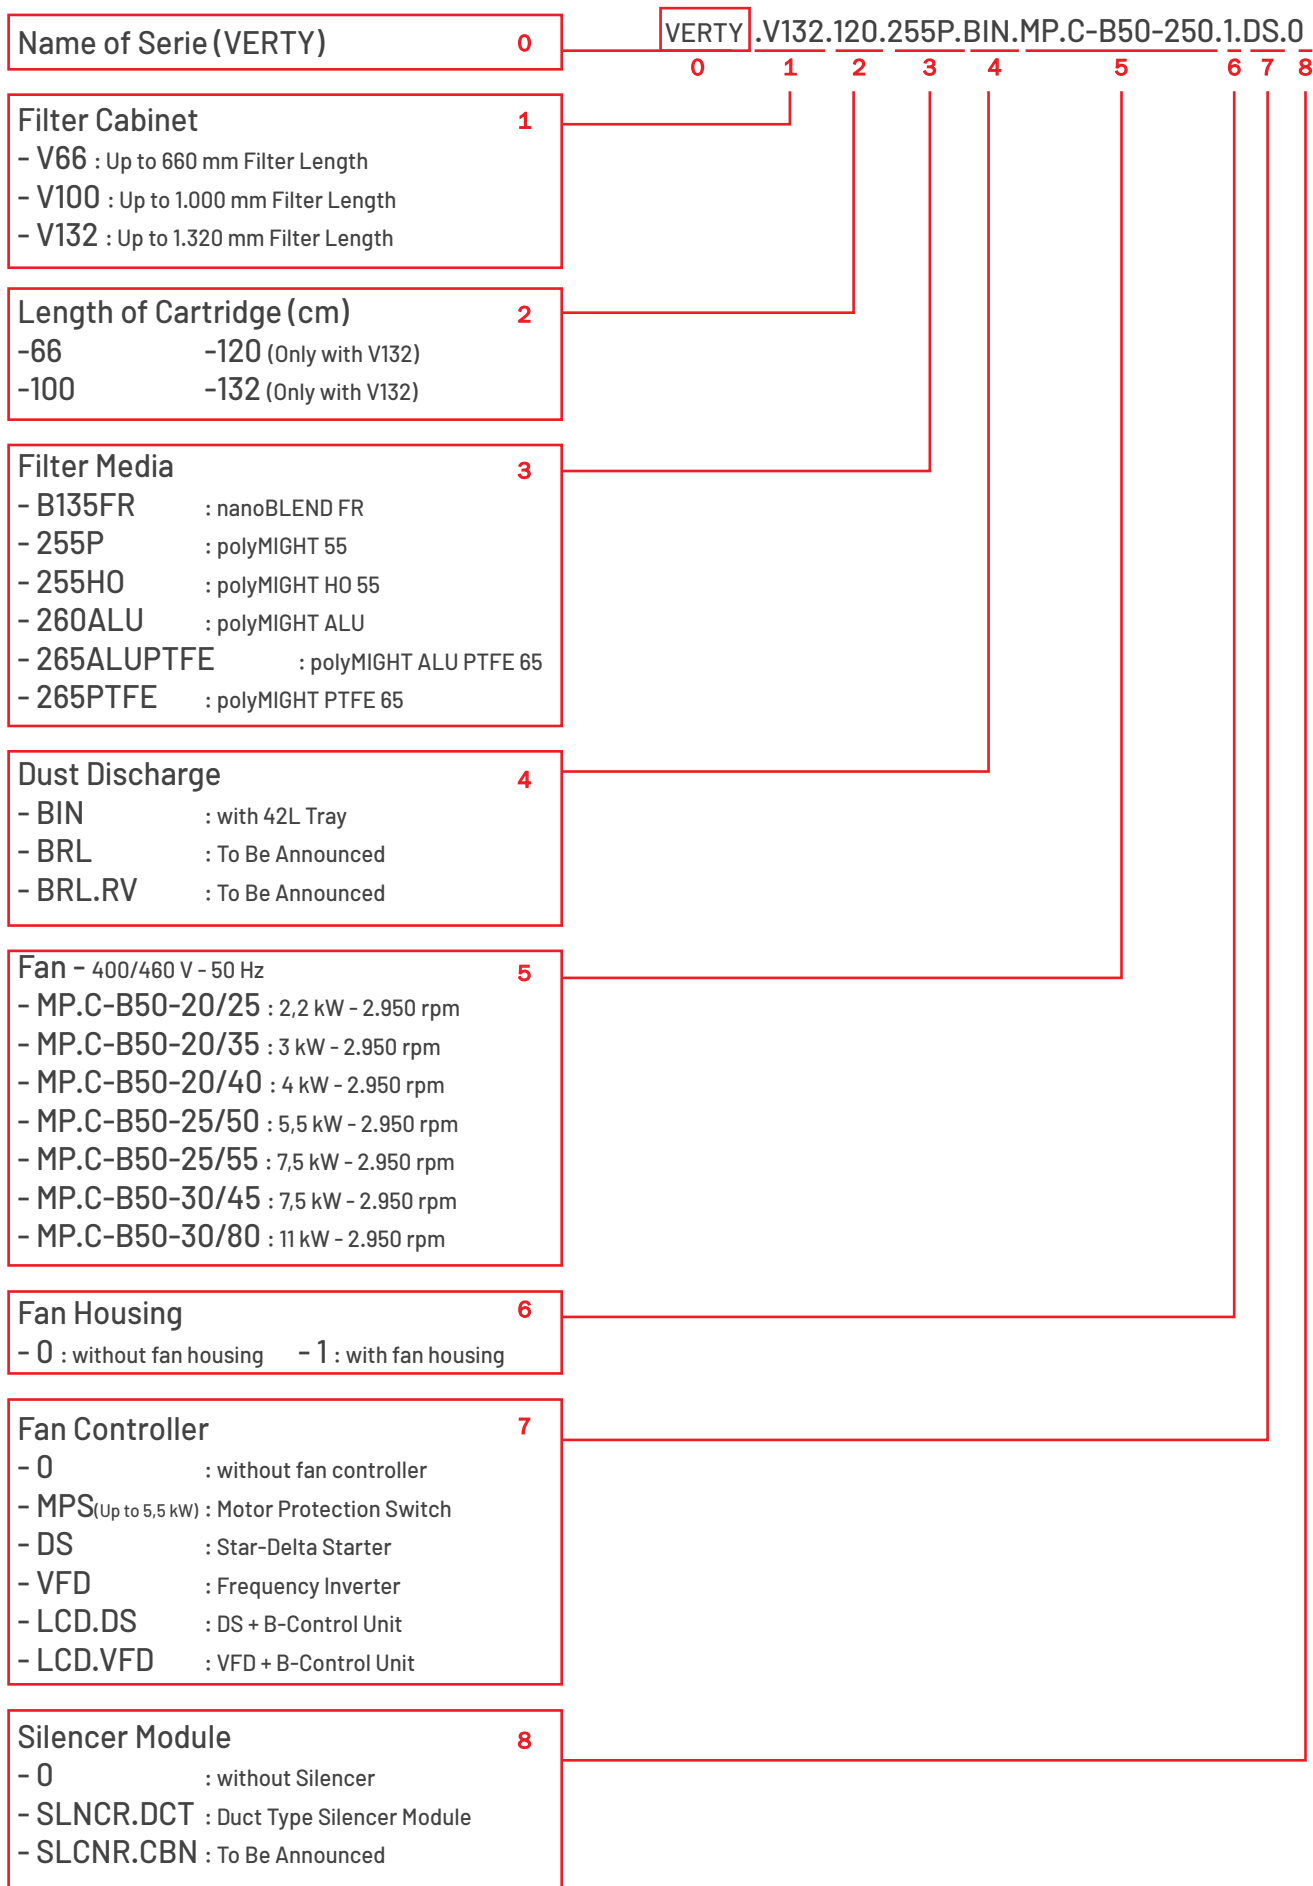 Name of Serie (VERTY) 0
VERTY .V132.120.255P.BIN.MP.C-B50-250.1.DS.0
0 1 2 3 4 5 6 7 8
Filter Cabinet 1
- V66 : Up to 660 mm Filter Length
- V100 : Up to 1.000 mm Filter Length
- V132 : Up to 1.320 mm Filter Length
Length of Cartridge (cm) 2
-66 -120 (Only with V132)
-100 -132 (Only with V132)
Filter Media 3
- B135FR : nanoBLEND FR
- 255P : polyMIGHT 55
- 255HO : polyMIGHT HO 55
- 260ALU : polyMIGHT ALU
- 265ALUPTFE : polyMIGHT ALU PTFE 65
- 265PTFE : polyMIGHT PTFE 65
Dust Discharge 4
- BIN : with 42L Tray
- BRL : To Be Announced
- BRL.RV : To Be Announced
Fan - 400/460 V - 50 Hz 5
- MP.C-B50-20/25 : 2,2 kW - 2.950 rpm
- MP.C-B50-20/35 : 3 kW - 2.950 rpm
- MP.C-B50-20/40 : 4 kW - 2.950 rpm
- MP.C-B50-25/50 : 5,5 kW - 2.950 rpm
- MP.C-B50-25/55 : 7,5 kW - 2.950 rpm
- MP.C-B50-30/45 : 7,5 kW - 2.950 rpm
- MP.C-B50-30/80 : 11 kW - 2.950 rpm
Fan Housing 6
- 0 : without fan housing - 1 : with fan housing
Fan Controller 7
- 0 : without fan controller
- MPS(Up to 5,5 kW) : Motor Protection Switch
- DS : Star-Delta Starter
- VFD : Frequency Inverter
- LCD.DS : DS + B-Control Unit
- LCD.VFD : VFD + B-Control Unit
Silencer Module 8
- 0 : without Silencer
- SLNCR.DCT : Duct Type Silencer Module
- SLCNR.CBN : To Be Announced